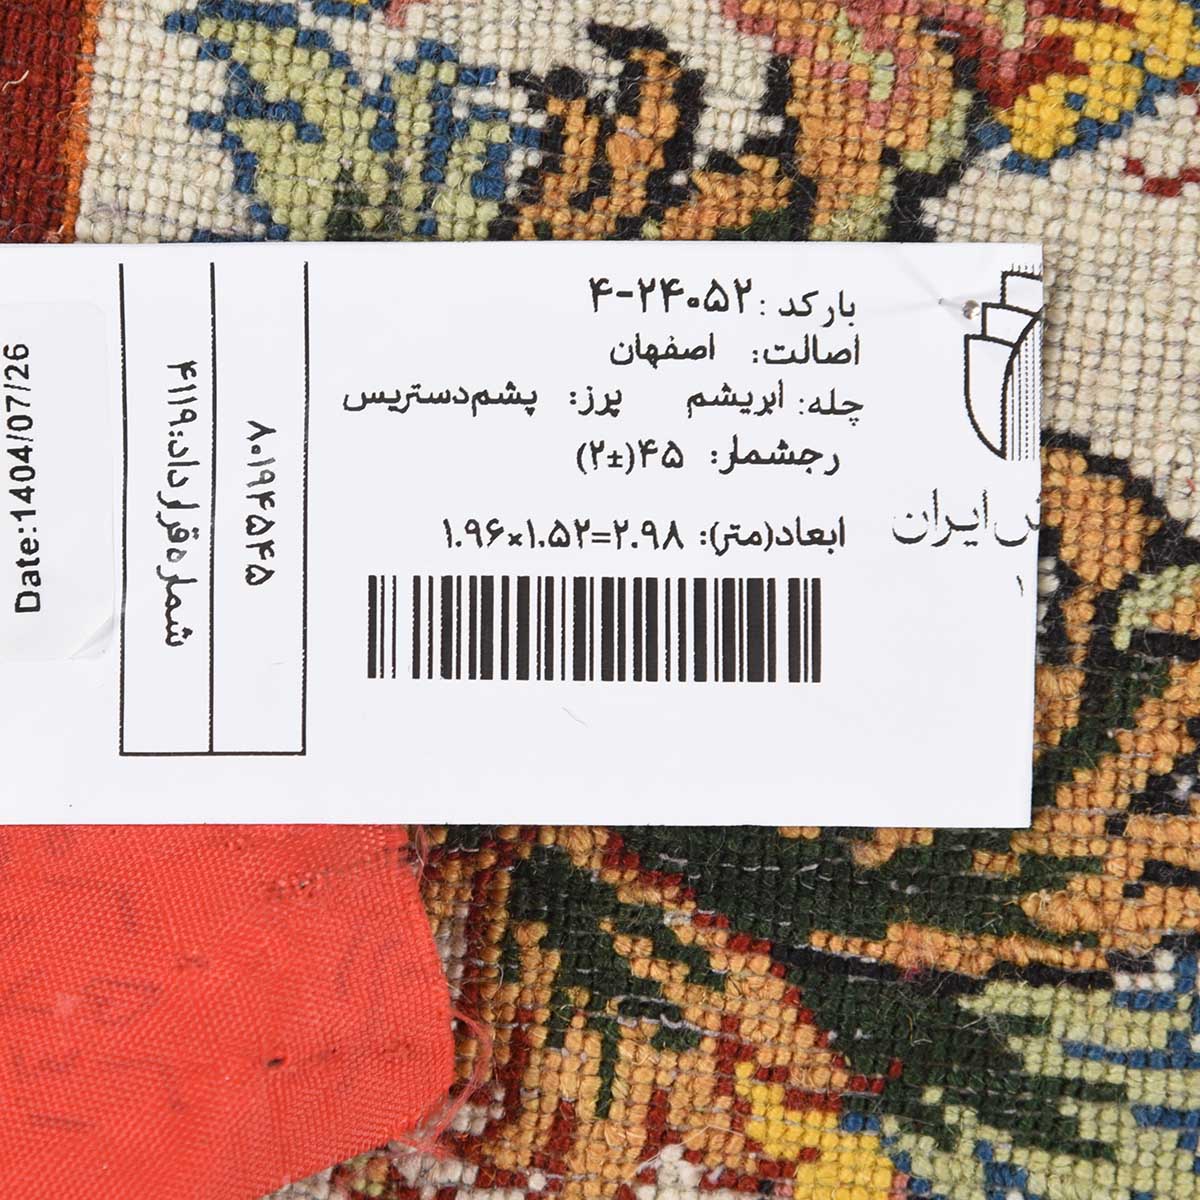 بارکد: ۲۴۰۵۲-۴
اصالت: اصفهان
چله: ابریشم پرز: پشم‌دستریس
رجشمار: ۴۵(±۲)
ابعاد(متر): ۱.۹۶×۱.۵۲=۲.۹۸
ایران
شماره قرارداد:۴۱۱۹
۸۰۱۹۴۵۴۵
Date:1404/07/26